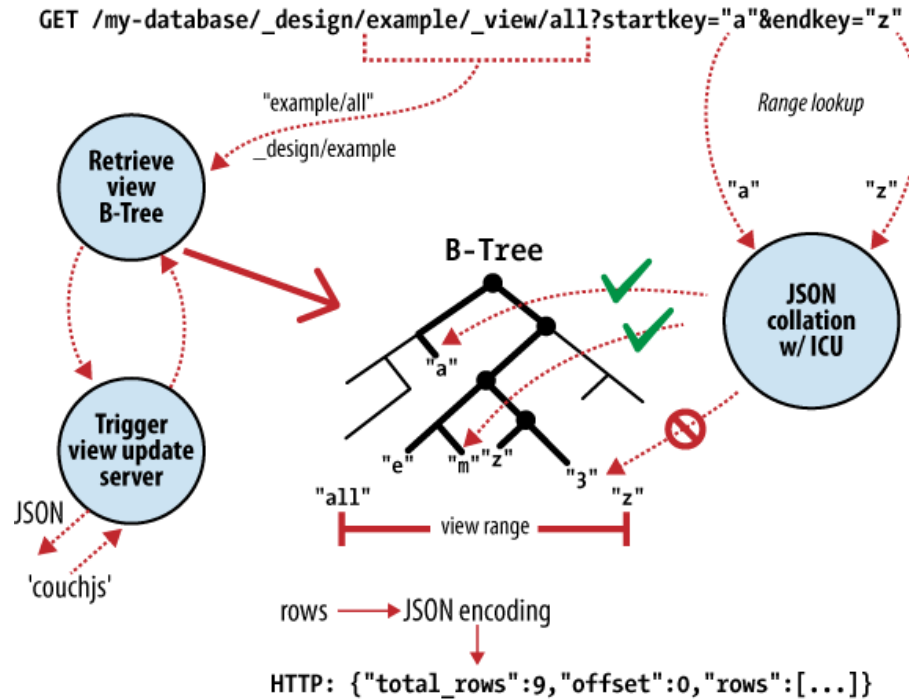 GET /my-database/_design/example/_view/all?startkey="a"&endkey="z"
"example/all"
_design/example
Range lookup
"a"
"z"
Retrieve
view
B-Tree
B-Tree
JSON
collation
w/ ICU
"a"
Trigger
view update
server
"e"
"m"
"z"
"3"
"all"
"z"
view range
JSON
'couchjs'
rows
JSON encoding
HTTP: {"total_rows":9,"offset":0,"rows":[...]}